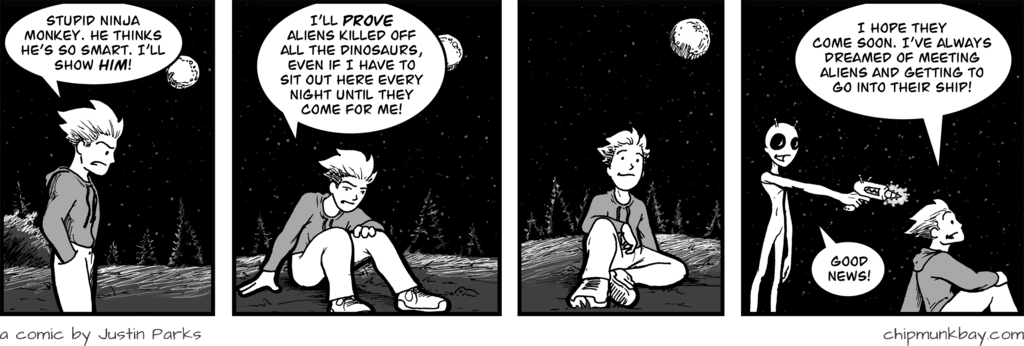 STUPID NINJA
MONKEY. HE THINKS
HE'S SO SMART. I'LL
SHOW HIM!
I'LL PROVE
ALIENS KILLED OFF
ALL THE DINOSAURS,
EVEN IF I HAVE TO
SIT OUT HERE EVERY
NIGHT UNTIL THEY
COME FOR ME!
I HOPE THEY
COME SOON. I'VE ALWAYS
DREAMED OF MEETING
ALIENS AND GETTING TO
GO INTO THEIR SHIP!
GOOD
NEWS!
a comic by Justin Parks
chipmunkbay.com